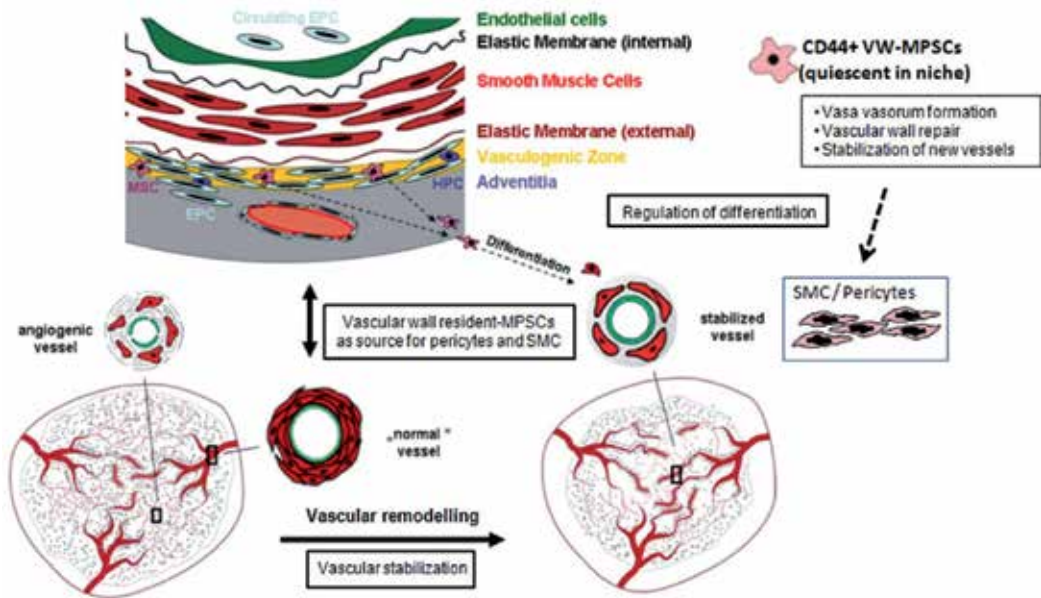 Circulating EPC
Endothelial cells
Elastic Membrane (internal)
Smooth Muscle Cells
Elastic Membrane (external)
Vasculogenic Zone
Adventitia
MSC
HPC
EPC
CD44+ VW-MPSCs
(quiescent in niche)
•Vasa vasorum formation
•Vascular wall repair
•Stabilization of new vessels
Regulation of differentiation
Differentiation
SMC / Pericytes
angiogenic
vessel
Vascular wall resident-MPSCs
as source for pericytes and SMC
stabilized
vessel
„normal "
vessel
Vascular remodelling
Vascular stabilization